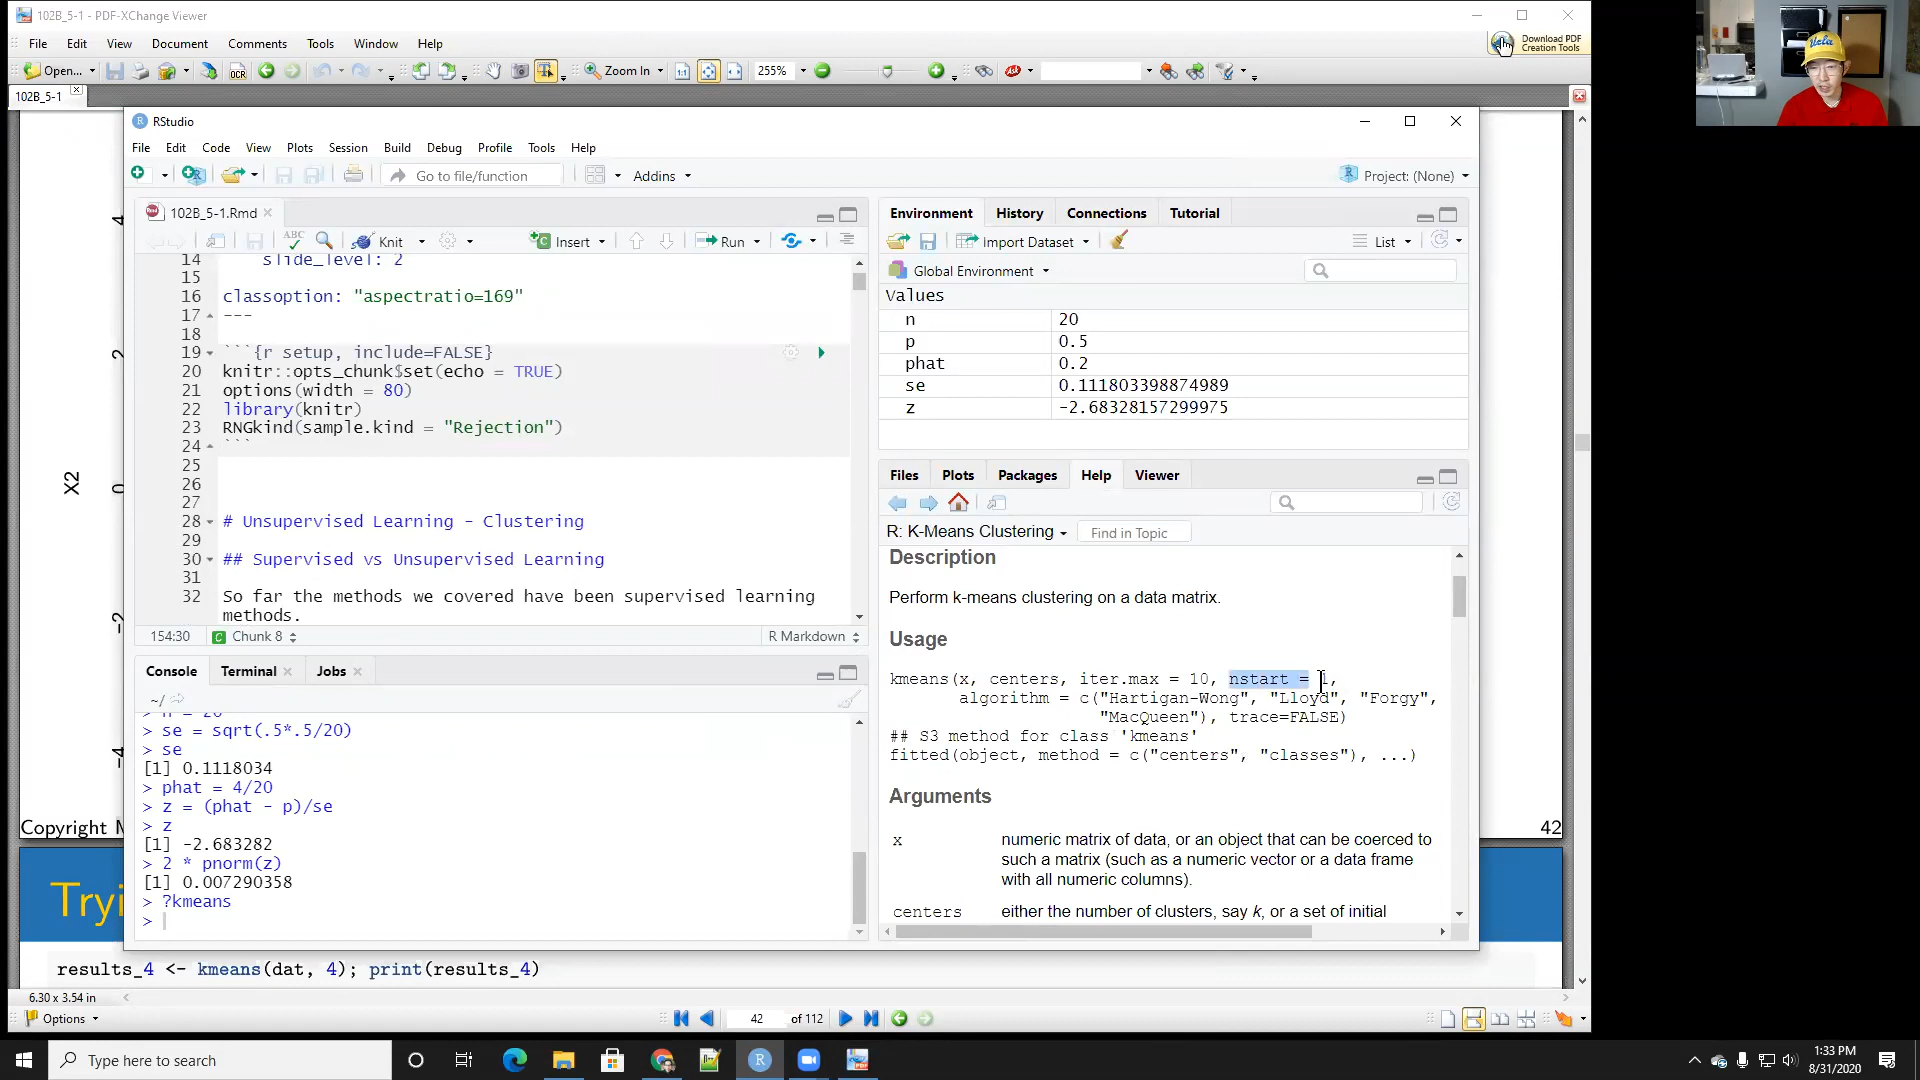 102B_5-1 - PDF-XChange Viewer
File Edit View Document Comments Tools Window Help
Download PDF
Creation Tools
Open... OCR Zoom In 255%
102B_5-1
RStudio
File Edit Code View Plots Session Build Debug Profile Tools Help
Go to file/function Addins Project: (None)
102B_5-1.Rmd
ABC Knit Insert Run
14 slide_level: 2
15
16 classoption: "aspectratio=169"
17 ---
18
19 ```{r setup, include=FALSE}
20 knitr::opts_chunk$set(echo = TRUE)
21 options(width = 80)
22 library(knitr)
23 RNGkind(sample.kind = "Rejection")
24 ```
25
26
27
28 # Unsupervised Learning - Clustering
29
30 ## Supervised vs Unsupervised Learning
31
32 So far the methods we covered have been supervised learning
methods.
154:30 Chunk 8 R Markdown
Console Terminal Jobs
~/
> n = 20
> se = sqrt(.5*.5/20)
> se
[1] 0.1118034
> phat = 4/20
> z = (phat - p)/se
> z
[1] -2.683282
> 2 * pnorm(z)
[1] 0.007290358
> ?kmeans
>
Environment History Connections Tutorial
Import Dataset List
Global Environment
Values
n 20
p 0.5
phat 0.2
se 0.111803398874989
z -2.68328157299975
Files Plots Packages Help Viewer
R: K-Means Clustering Find in Topic
Description
Perform k-means clustering on a data matrix.
Usage
kmeans(x, centers, iter.max = 10, nstart = 1,
algorithm = c("Hartigan-Wong", "Lloyd", "Forgy",
"MacQueen"), trace=FALSE)
## S3 method for class 'kmeans'
fitted(object, method = c("centers", "classes"), ...)
Arguments
x numeric matrix of data, or an object that can be coerced to
such a matrix (such as a numeric vector or a data frame
with all numeric columns).
centers either the number of clusters, say k, or a set of initial
4
2
X2
0
-2
-4
Copyright
42
results_4 <- kmeans(dat, 4); print(results_4)
6.30 x 3.54 in
Options 42 of 112
Type here to search
1:33 PM
8/31/2020
Ucla